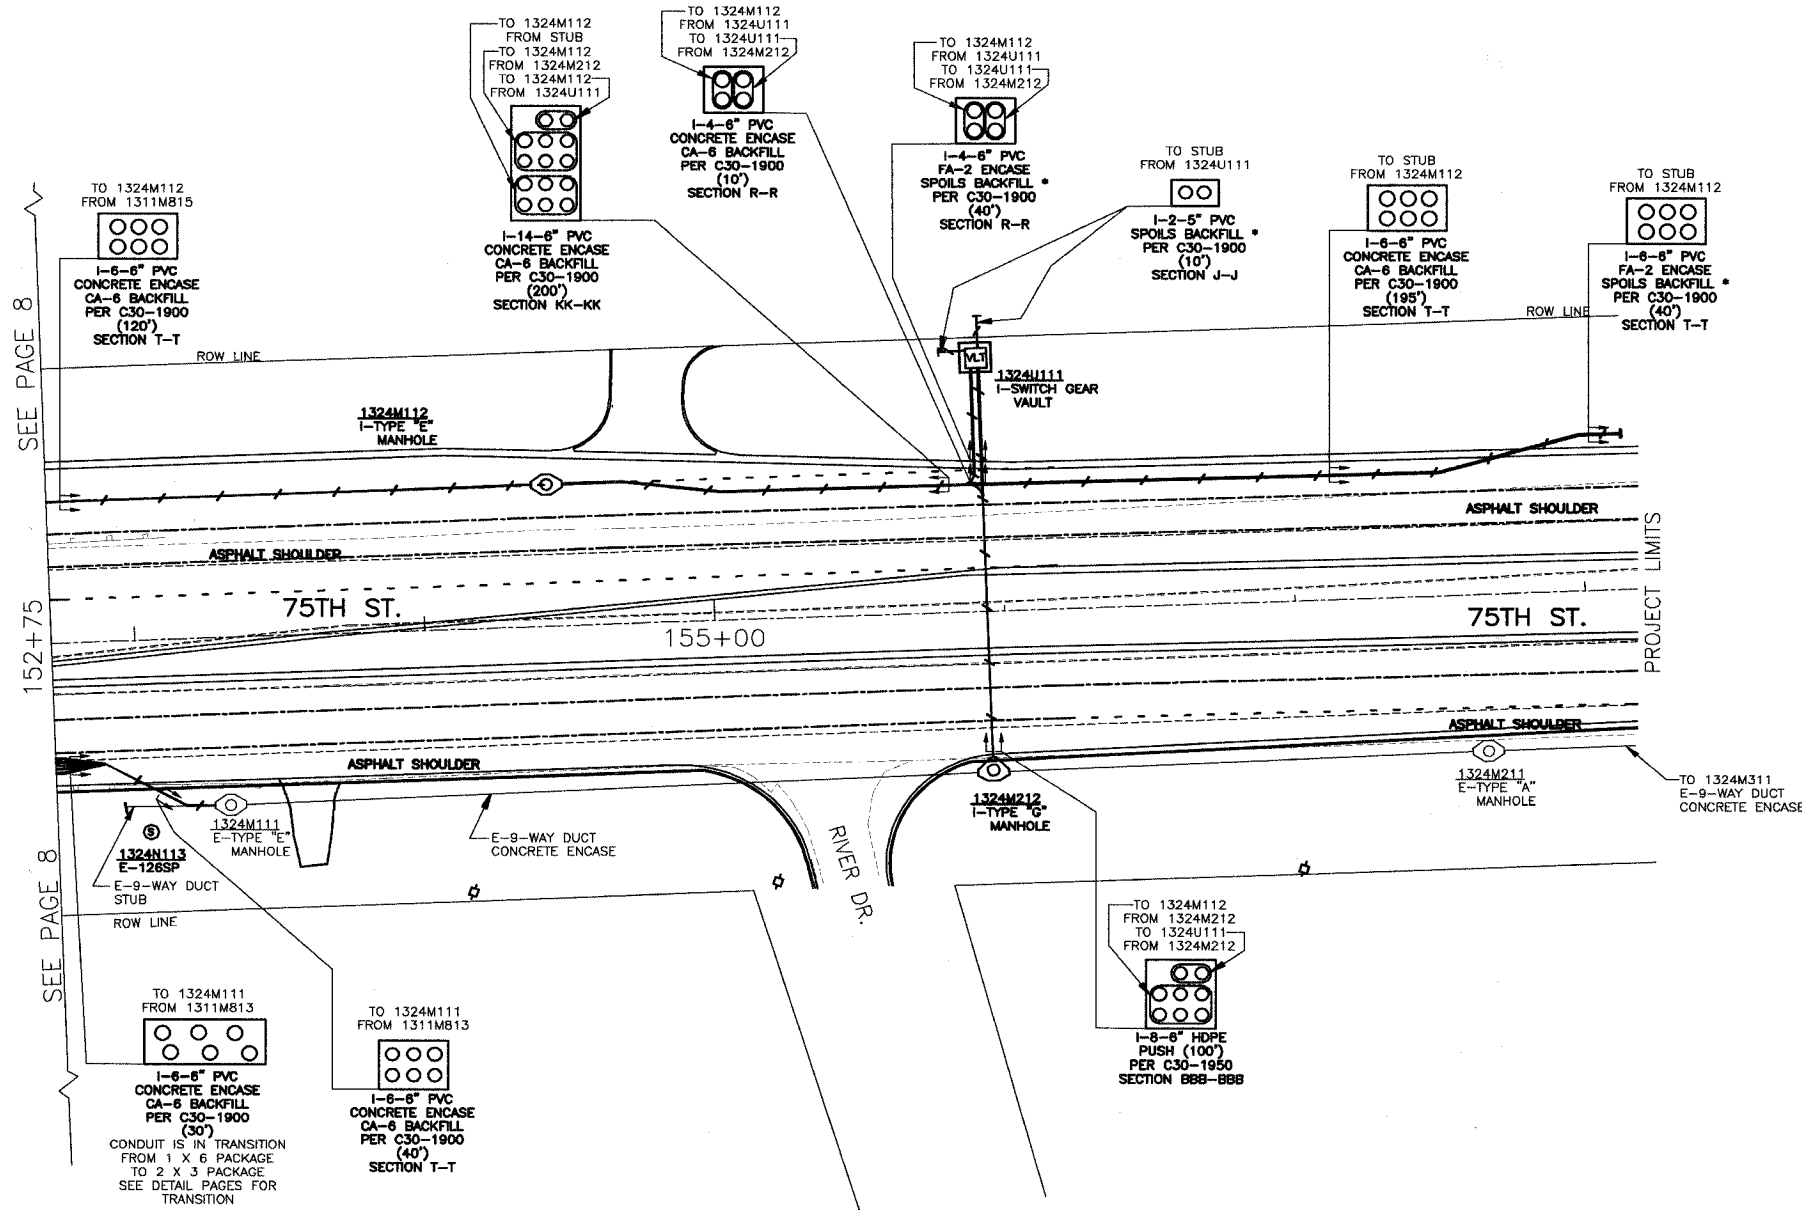 TO 1324M112
FROM STUB
TO 1324M112
FROM 1324M212
TO 1324M112
FROM 1324U111
I-14-6" PVC
CONCRETE ENCASE
CA-6 BACKFILL
PER C30-1900
(200')
SECTION KK-KK
TO 1324M112
FROM 1324U111
TO 1324U111
FROM 1324M212
I-4-6" PVC
CONCRETE ENCASE
CA-6 BACKFILL
PER C30-1900
(10')
SECTION R-R
TO 1324M112
FROM 1324U111
TO 1324U111
FROM 1324M212
I-4-6" PVC
FA-2 ENCASE
SPOILS BACKFILL *
PER C30-1900
(40')
SECTION R-R
TO STUB
FROM 1324U111
I-2-5" PVC
SPOILS BACKFILL *
PER C30-1900
(10')
SECTION J-J
TO STUB
FROM 1324M112
I-6-6" PVC
CONCRETE ENCASE
CA-6 BACKFILL
PER C30-1900
(195')
SECTION T-T
TO STUB
FROM 1324M112
I-6-6" PVC
FA-2 ENCASE
SPOILS BACKFILL *
PER C30-1900
(40')
SECTION T-T
TO 1324M112
FROM 1311M815
I-6-6" PVC
CONCRETE ENCASE
CA-6 BACKFILL
PER C30-1900
(120')
SECTION T-T
SEE PAGE 8
ROW LINE
ROW LINE
VLT
1324U111
I-SWITCH GEAR
VAULT
1324M112
I-TYPE "E"
MANHOLE
ASPHALT SHOULDER
ASPHALT SHOULDER
75TH ST.
155+00
75TH ST.
152+75
PROJECT LIMITS
ASPHALT SHOULDER
ASPHALT SHOULDER
1324M111
E-TYPE "E"
MANHOLE
S
1324N113
E-126SP
E-9-WAY DUCT
STUB
E-9-WAY DUCT
CONCRETE ENCASE
RIVER DR.
1324M212
I-TYPE "G"
MANHOLE
1324M211
E-TYPE "A"
MANHOLE
TO 1324M311
E-9-WAY DUCT
CONCRETE ENCASE
SEE PAGE 8
ROW LINE
TO 1324M112
FROM 1324M212
TO 1324U111
FROM 1324M212
I-8-6" HDPE
PUSH (100')
PER C30-1950
SECTION BBB-BBB
TO 1324M111
FROM 1311M813
I-6-6" PVC
CONCRETE ENCASE
CA-6 BACKFILL
PER C30-1900
(30')
CONDUIT IS IN TRANSITION
FROM 1 X 6 PACKAGE
TO 2 X 3 PACKAGE
SEE DETAIL PAGES FOR
TRANSITION
TO 1324M111
FROM 1311M813
I-6-6" PVC
CONCRETE ENCASE
CA-6 BACKFILL
PER C30-1900
(40')
SECTION T-T